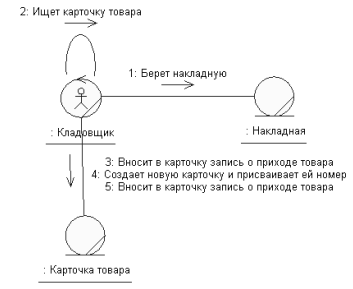 2: Ищет карточку товара
1: Берет накладную
: Кладовщик
: Накладная
3: Вносит в карточку запись о приходе товара
4: Создает новую карточку и присваивает ей номер
5: Вносит в карточку запись о приходе товара
: Карточка товара